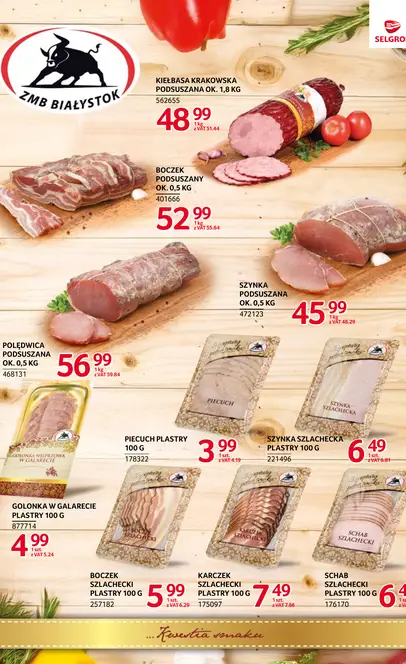 ZMB BIAŁYSTOK
SELGROS
KIEŁBASA KRAKOWSKA
PODSUSZANA OK. 1,8 KG
562655
48 99
1 kg
z VAT 51.44
BOCZEK
PODSUSZANY
OK. 0,5 KG
401666
52 99
1 kg
z VAT 55.64
SZYNKA
PODSUSZANA
OK. 0,5 KG
472123
45 99
1 kg
z VAT 48.29
POLĘDWICA
PODSUSZANA
OK. 0,5 KG
468131
56 99
1 kg
z VAT 59.84
PIECUCH
SZYNKA
SZLACHECKA
GOLONKA WIEPRZOWA
W GALARECIE
PIECUCH PLASTRY
100 G
178322
3 99
1 szt.
z VAT 4.19
SZYNKA SZLACHECKA
PLASTRY 100 G
221496
6 49
1 szt.
z VAT 6.81
GOLONKA W GALARECIE
PLASTRY 100 G
877714
4 99
1 szt.
z VAT 5.24
BOCZEK
SZLACHECKI
KARCZEK
SZLACHECKI
SCHAB
SZLACHECKI
BOCZEK
SZLACHECKI
PLASTRY 100 G
257182
5 99
1 szt.
z VAT 6.29
KARCZEK
SZLACHECKI
PLASTRY 100 G
175097
7 49
1 szt.
z VAT 7.86
SCHAB
SZLACHECKI
PLASTRY 100 G
176170
6 4
... Kwestia smaku